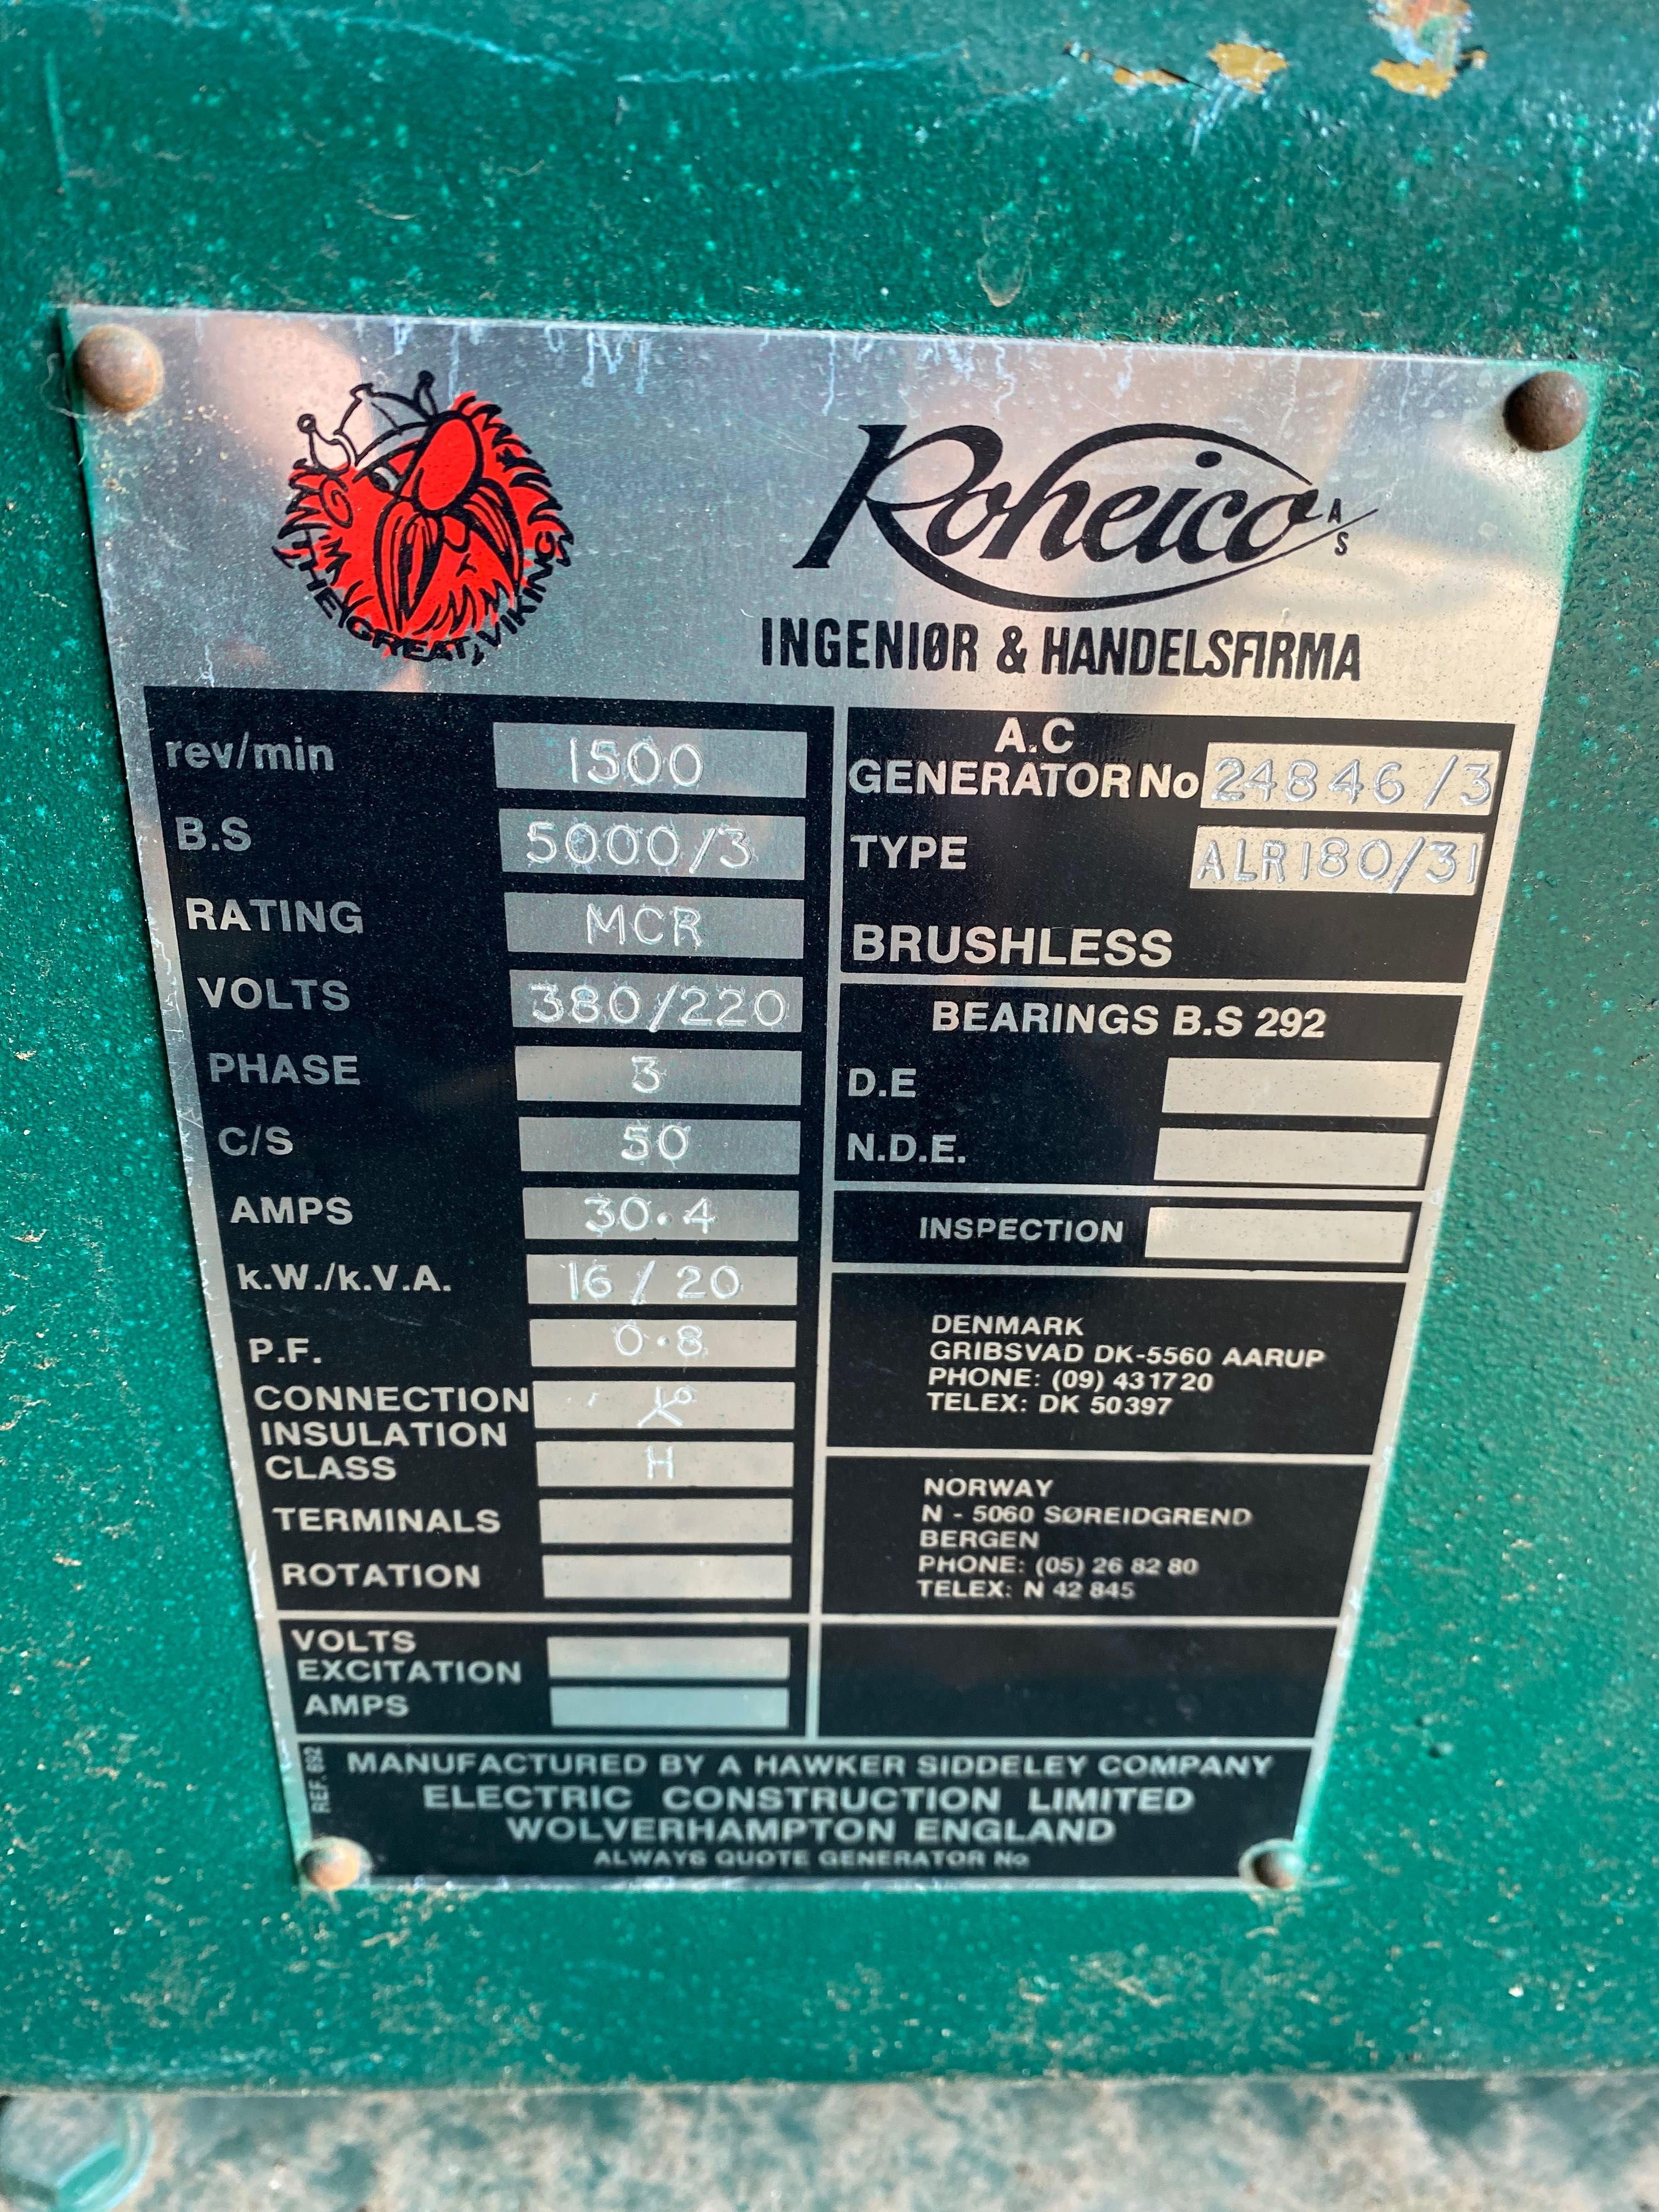 THE GREAT VIKING
Roheico A/S
INGENIØR & HANDELSFIRMA
rev/min 1500
B.S 5000/3
RATING MCR
VOLTS 380/220
PHASE 3
C/S 50
AMPS 30.4
k.W./k.V.A. 16/20
P.F. 0.8
CONNECTION
INSULATION
CLASS H
TERMINALS
ROTATION
VOLTS
EXCITATION
AMPS
A.C
GENERATOR No 24846/3
TYPE ALR180/31
BRUSHLESS
BEARINGS B.S 292
D.E
N.D.E.
INSPECTION
DENMARK
GRIBSVAD DK-5560 AARUP
PHONE: (09) 431720
TELEX: DK 50397
NORWAY
N - 5060 SØREIDGREND
BERGEN
PHONE: (05) 26 82 80
TELEX: N 42 845
REF. 692
MANUFACTURED BY A HAWKER SIDDELEY COMPANY
ELECTRIC CONSTRUCTION LIMITED
WOLVERHAMPTON ENGLAND
ALWAYS QUOTE GENERATOR No